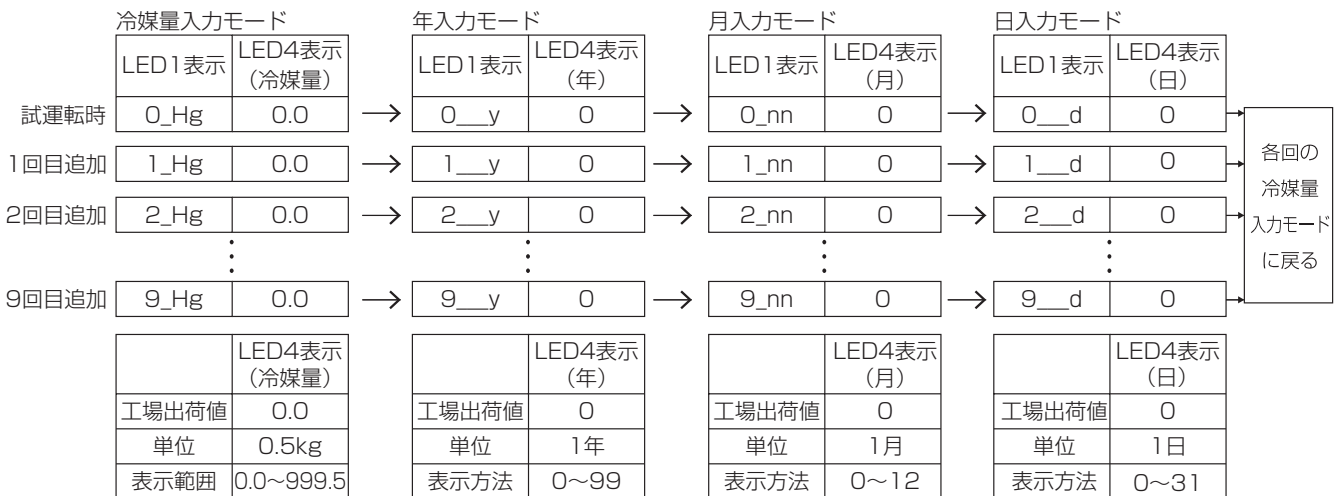 冷媒量入力モード 年入力モード 月入力モード 日入力モード
LED1表示 LED4表示(冷媒量) LED1表示 LED4表示(年) LED1表示 LED4表示(月) LED1表示 LED4表示(日)
試運転時 0_Hg 0.0 → 0__y 0 → 0_nn 0 → 0__d 0
1回目追加 1_Hg 0.0 → 1__y 0 → 1_nn 0 → 1__d 0
2回目追加 2_Hg 0.0 → 2__y 0 → 2_nn 0 → 2__d 0
9回目追加 9_Hg 0.0 → 9__y 0 → 9_nn 0 → 9__d 0
各回の
冷媒量
入力モード
に戻る
LED4表示(冷媒量) LED4表示(年) LED4表示(月) LED4表示(日)
工場出荷値 0.0 工場出荷値 0 工場出荷値 0 工場出荷値 0
単位 0.5kg 単位 1年 単位 1月 単位 1日
表示範囲 0.0～999.5 表示方法 0～99 表示方法 0～12 表示方法 0～31